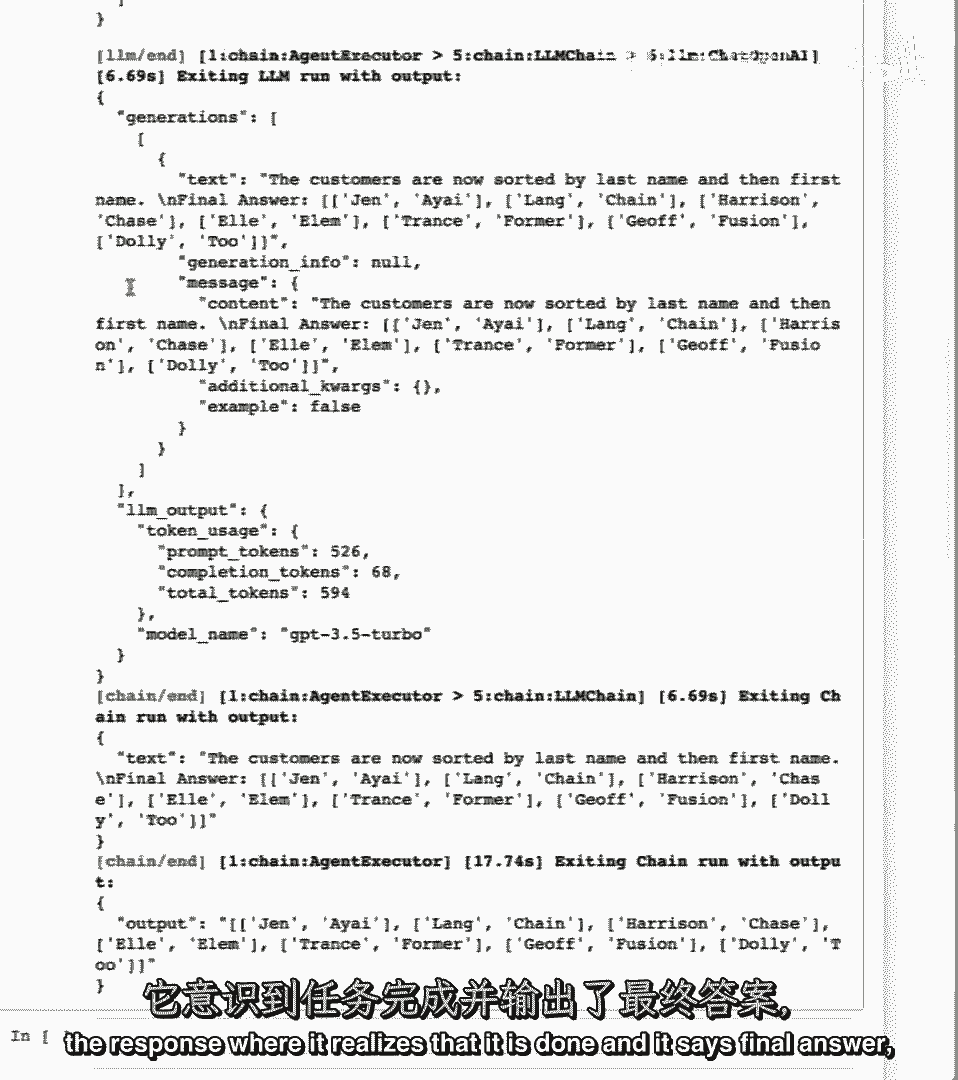 }
[llm/end] [1:chain:AgentExecutor > 5:chain:LLMChain > 6:llm:ChatOpenAI]
[6.69s] Exiting LLM run with output:
{
"generations": [
[
{
"text": "The customers are now sorted by last name and then first
name. \nFinal Answer: [['Jen', 'Ayai'], ['Lang', 'Chain'], ['Harrison',
'Chase'], ['Elle', 'Elem'], ['Trance', 'Former'], ['Geoff', 'Fusion'],
['Dolly', 'Too']]",
"generation_info": null,
"message": {
"content": "The customers are now sorted by last name and then
first name. \nFinal Answer: [['Jen', 'Ayai'], ['Lang', 'Chain'], ['Harris
on', 'Chase'], ['Elle', 'Elem'], ['Trance', 'Former'], ['Geoff', 'Fusio
n'], ['Dolly', 'Too']]",
"additional_kwargs": {},
"example": false
}
}
]
],
"llm_output": {
"token_usage": {
"prompt_tokens": 526,
"completion_tokens": 68,
"total_tokens": 594
},
"model_name": "gpt-3.5-turbo"
}
}
[chain/end] [1:chain:AgentExecutor > 5:chain:LLMChain] [6.69s] Exiting Ch
ain run with output:
{
"text": "The customers are now sorted by last name and then first name.
\nFinal Answer: [['Jen', 'Ayai'], ['Lang', 'Chain'], ['Harrison', 'Chas
e'], ['Elle', 'Elem'], ['Trance', 'Former'], ['Geoff', 'Fusion'], ['Doll
y', 'Too']]"
}
[chain/end] [1:chain:AgentExecutor] [17.74s] Exiting Chain run with outpu
t:
{
"output": "[['Jen', 'Ayai'], ['Lang', 'Chain'], ['Harrison', 'Chase'],
['Elle', 'Elem'], ['Trance', 'Former'], ['Geoff', 'Fusion'], ['Dolly', 'T
oo']]"
}
它意识到任务完成并输出了最终答案,
In [
the response where it realizes that it is done and it says final answer,